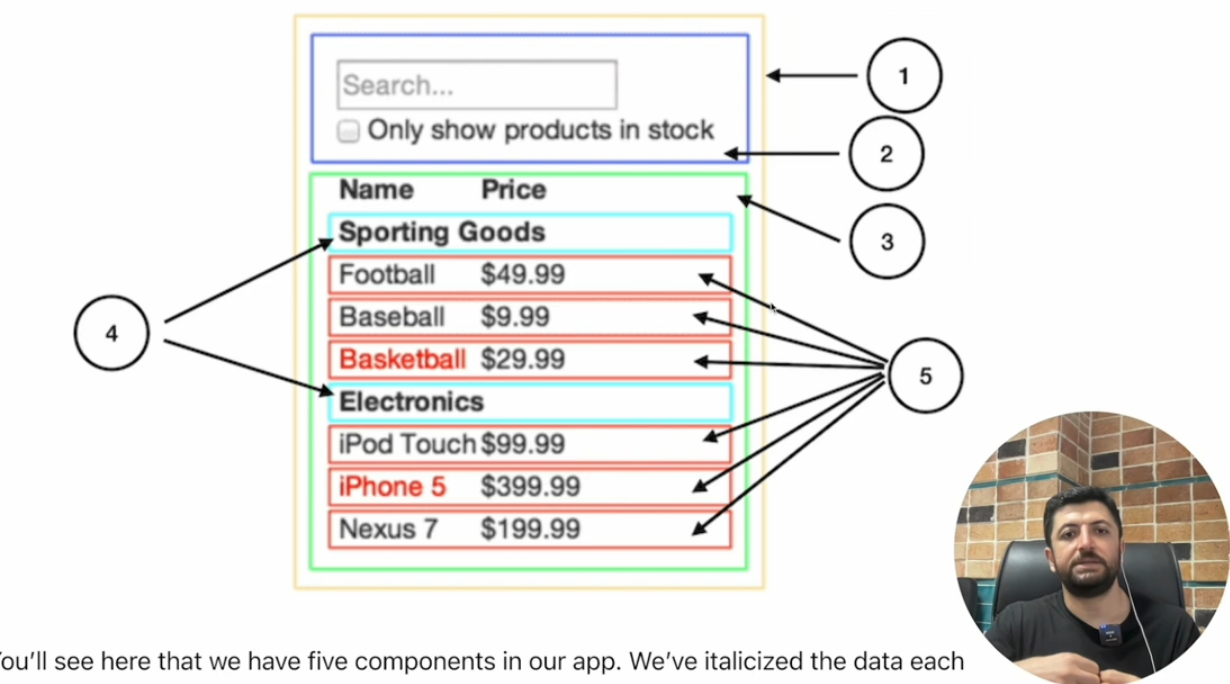 Search...
1
Only show products in stock
2
Name Price
3
Sporting Goods
Football $49.99
Baseball $9.99
4
Basketball $29.99
5
Electronics
iPod Touch $99.99
iPhone 5 $399.99
Nexus 7 $199.99
You'll see here that we have five components in our app. We've italicized the data each